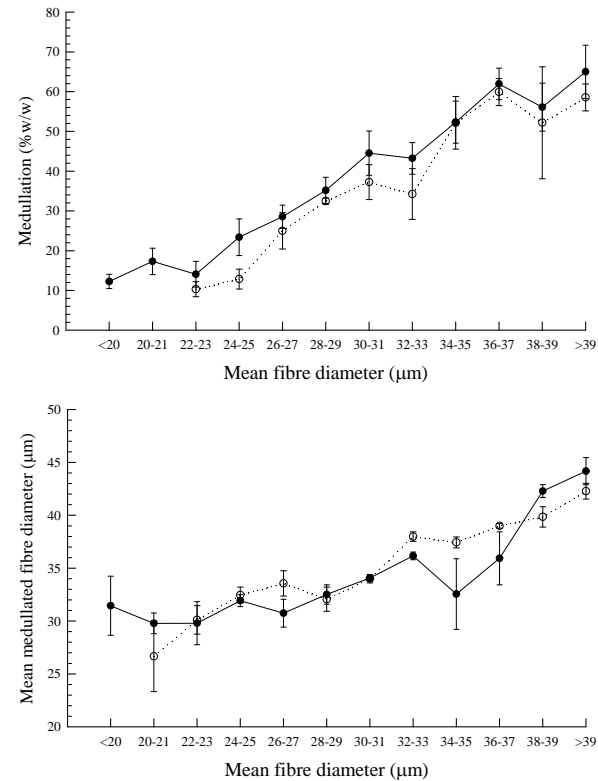 80
70
60
50
40
30
20
10
0
Medullation (% w/w)
<20 20-21 22-23 24-25 26-27 28-29 30-31 32-33 34-35 36-37 38-39 >39
Mean fibre diameter (μm)
50
45
40
35
30
25
20
Mean medullated fibre diameter (μm)
<20 20-21 22-23 24-25 26-27 28-29 30-31 32-33 34-35 36-37 38-39 >39
Mean fibre diameter (μm)